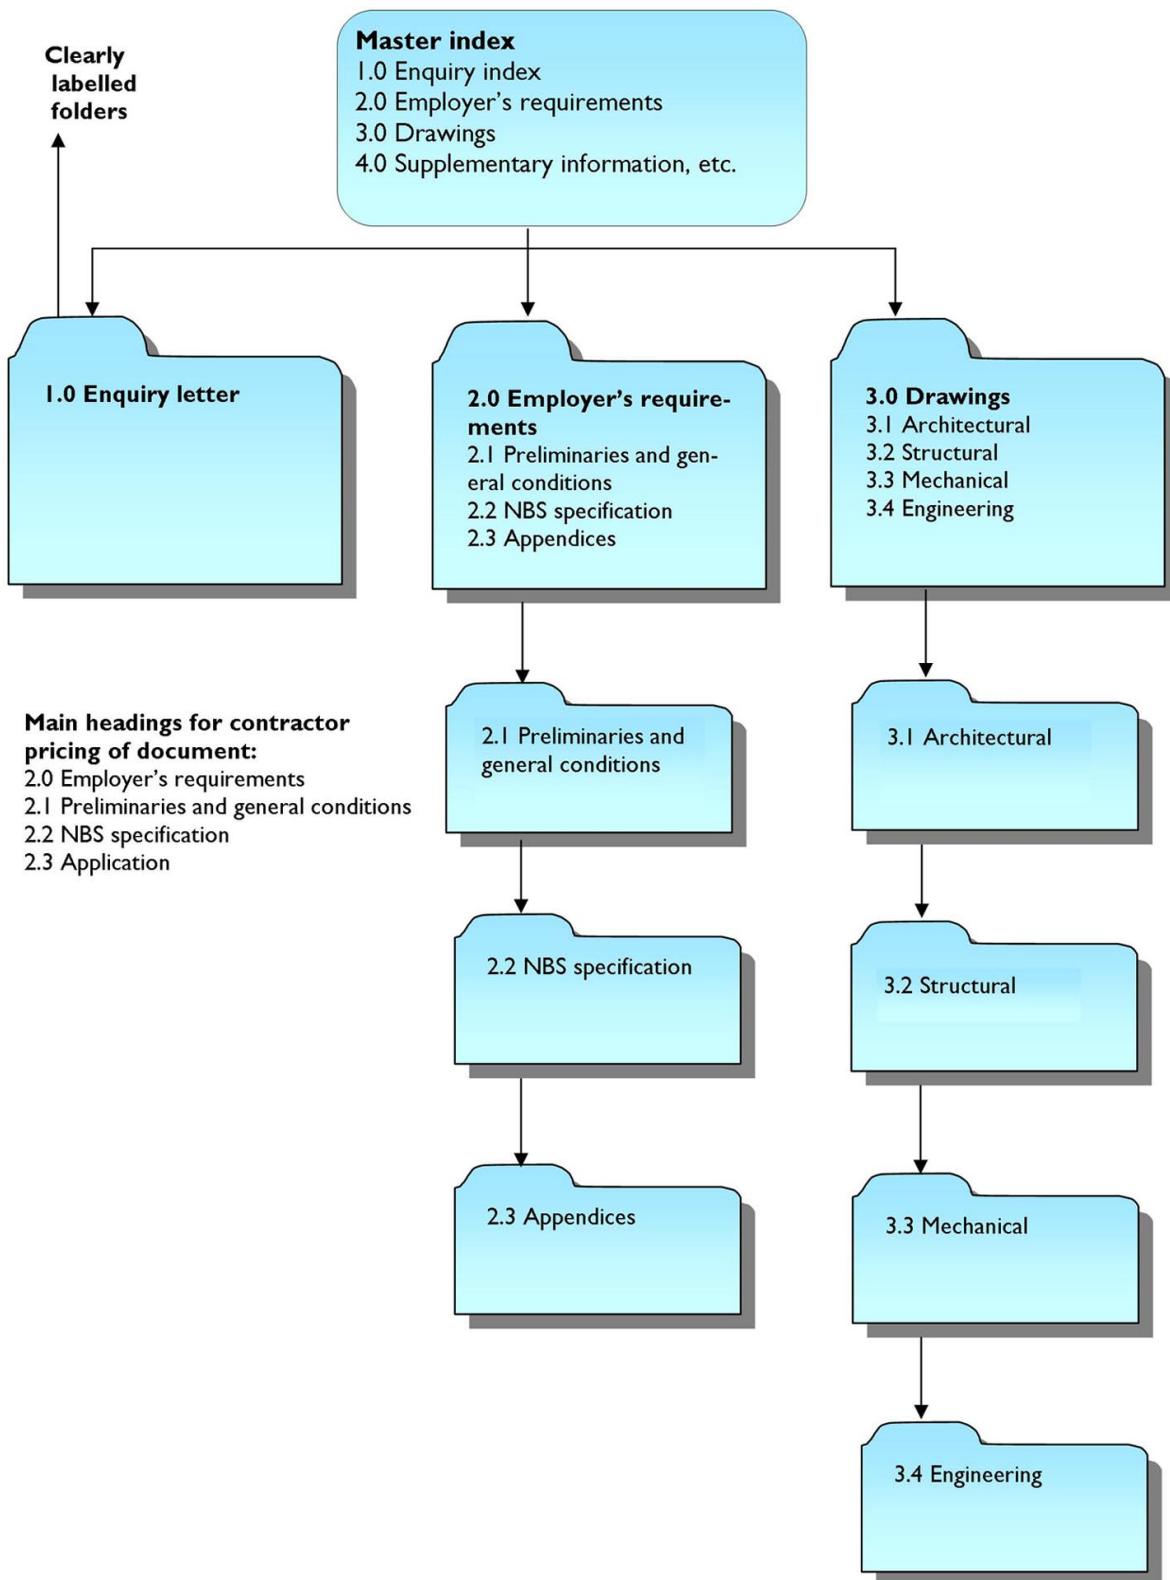 Clearly
labelled
folders
Master index
1.0 Enquiry index
2.0 Employer's requirements
3.0 Drawings
4.0 Supplementary information, etc.
1.0 Enquiry letter
2.0 Employer's require-
ments
2.1 Preliminaries and gen-
eral conditions
2.2 NBS specification
2.3 Appendices
3.0 Drawings
3.1 Architectural
3.2 Structural
3.3 Mechanical
3.4 Engineering
Main headings for contractor
pricing of document:
2.0 Employer's requirements
2.1 Preliminaries and general conditions
2.2 NBS specification
2.3 Application
2.1 Preliminaries and
general conditions
2.2 NBS specification
2.3 Appendices
3.1 Architectural
3.2 Structural
3.3 Mechanical
3.4 Engineering